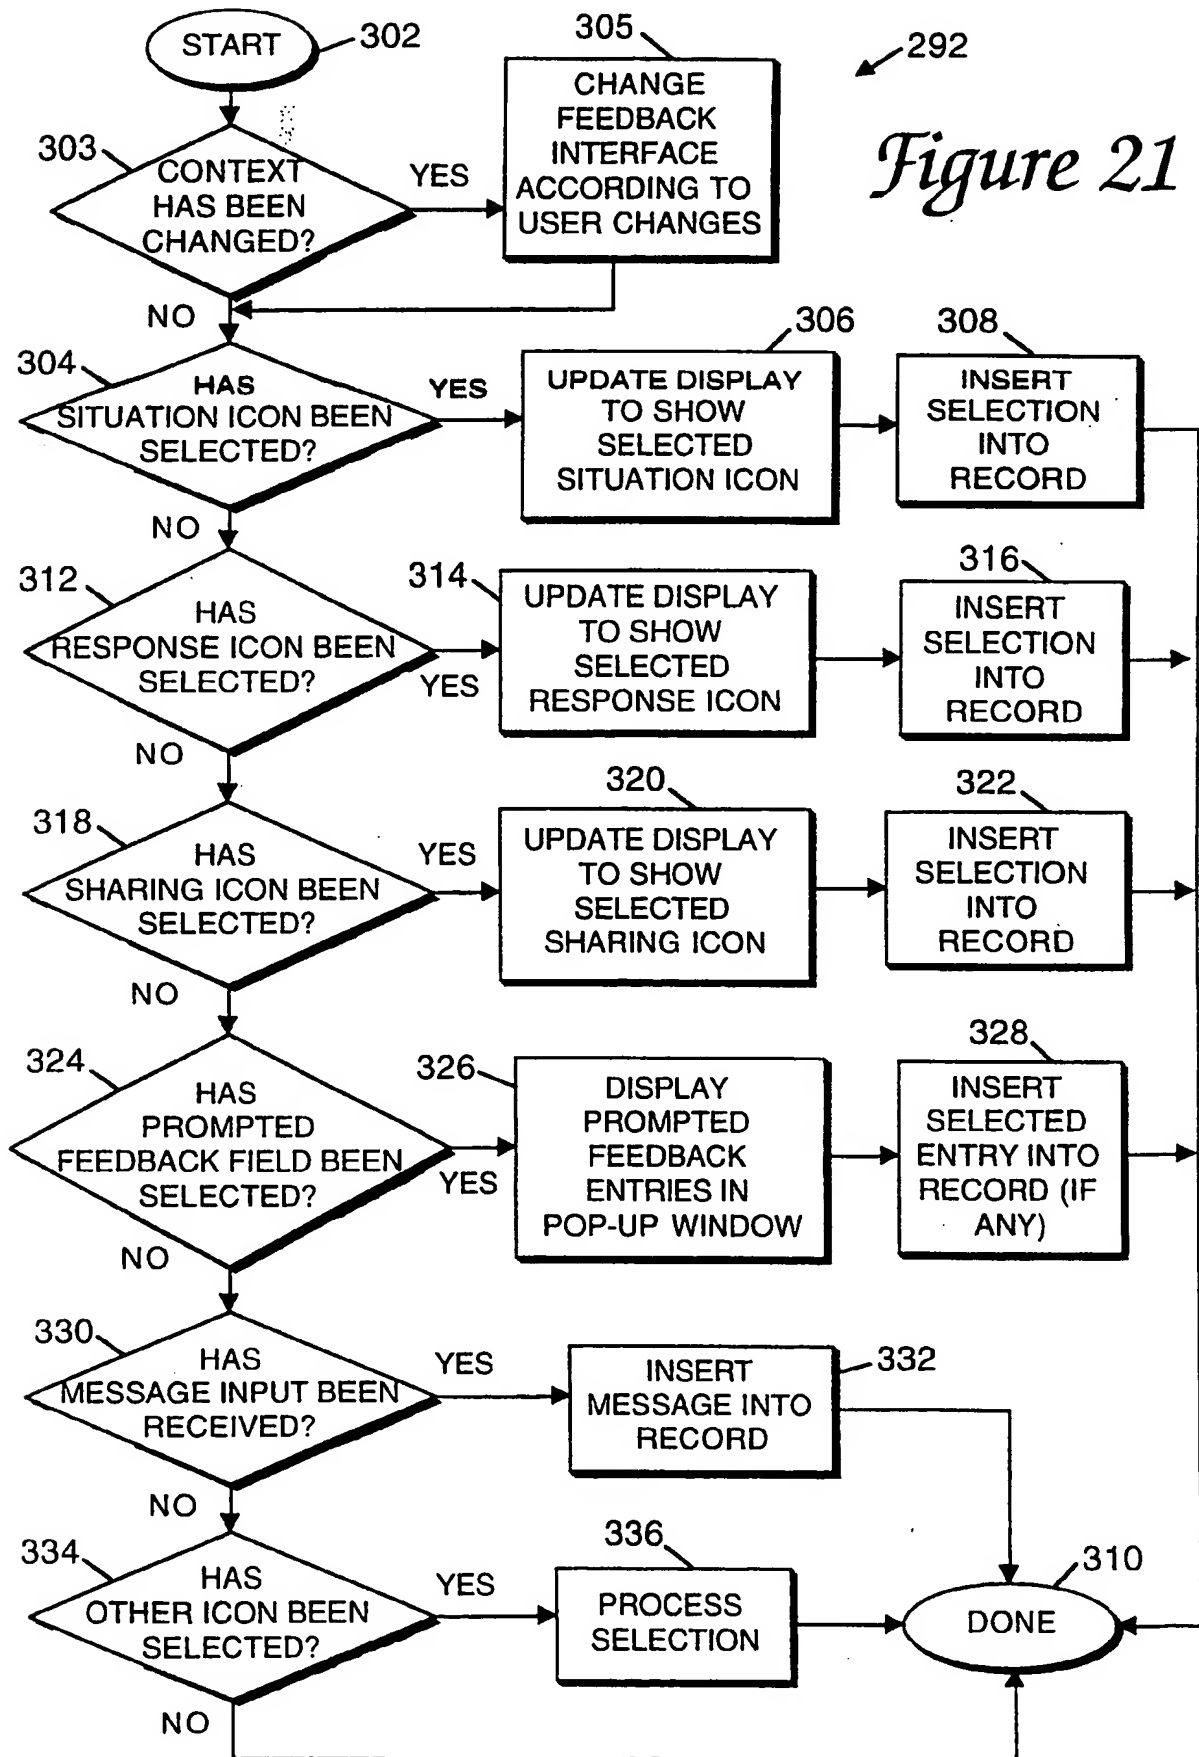 START
302
305
292
CHANGE
FEEDBACK
INTERFACE
ACCORDING TO
USER CHANGES
Figure 21
303
CONTEXT
HAS BEEN
CHANGED?
YES
NO
304
HAS
SITUATION ICON BEEN
SELECTED?
YES
306
UPDATE DISPLAY
TO SHOW
SELECTED
SITUATION ICON
308
INSERT
SELECTION
INTO
RECORD
NO
312
HAS
RESPONSE ICON BEEN
SELECTED?
YES
314
UPDATE DISPLAY
TO SHOW
SELECTED
RESPONSE ICON
316
INSERT
SELECTION
INTO
RECORD
NO
318
HAS
SHARING ICON BEEN
SELECTED?
YES
320
UPDATE DISPLAY
TO SHOW
SELECTED
SHARING ICON
322
INSERT
SELECTION
INTO
RECORD
NO
324
HAS
PROMPTED
FEEDBACK FIELD BEEN
SELECTED?
YES
326
DISPLAY
PROMPTED
FEEDBACK
ENTRIES IN
POP-UP WINDOW
328
INSERT
SELECTED
ENTRY INTO
RECORD (IF
ANY)
NO
330
HAS
MESSAGE INPUT BEEN
RECEIVED?
YES
INSERT
MESSAGE INTO
RECORD
332
NO
334
HAS
OTHER ICON BEEN
SELECTED?
YES
336
PROCESS
SELECTION
310
DONE
NO